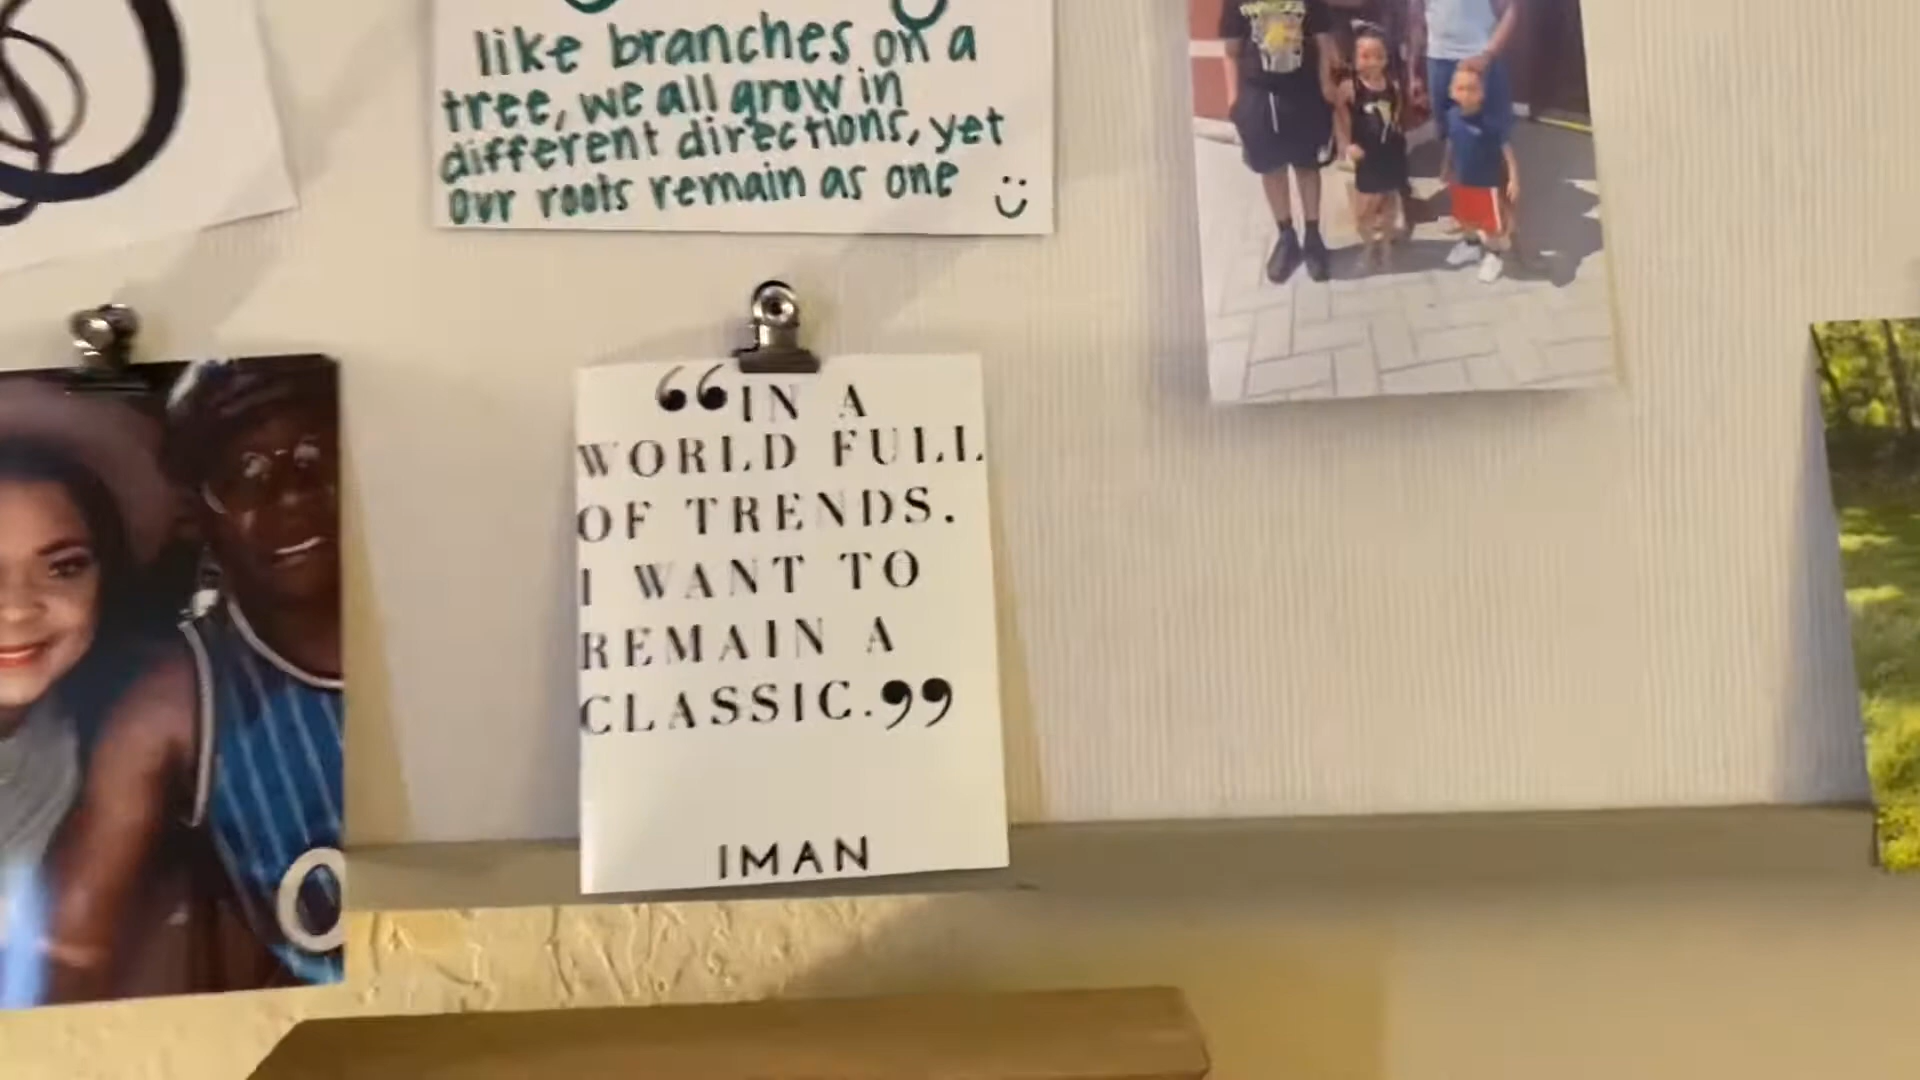 like branches on a
tree, we all grow in
different directions, yet
our roots remain as one
“IN A
WORLD FULL
OF TRENDS.
I WANT TO
REMAIN A
CLASSIC.”
IMAN
O